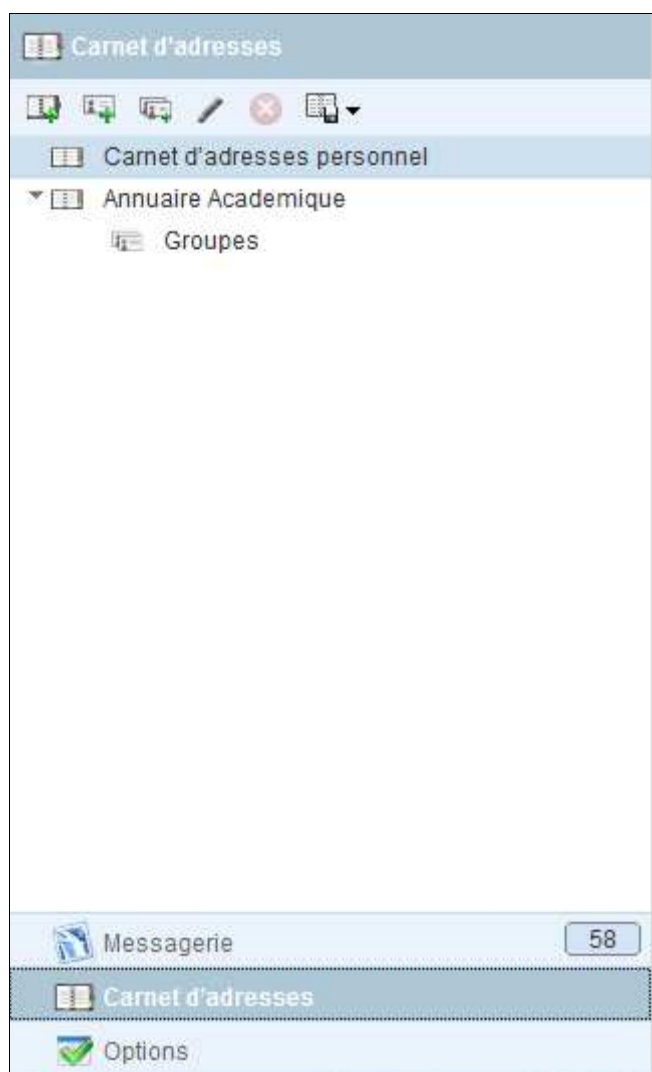 Carnet d'adresses
Carnet d'adresses personnel
Annuaire Academique
Groupes
Messagerie 58
Carnet d'adresses
Options